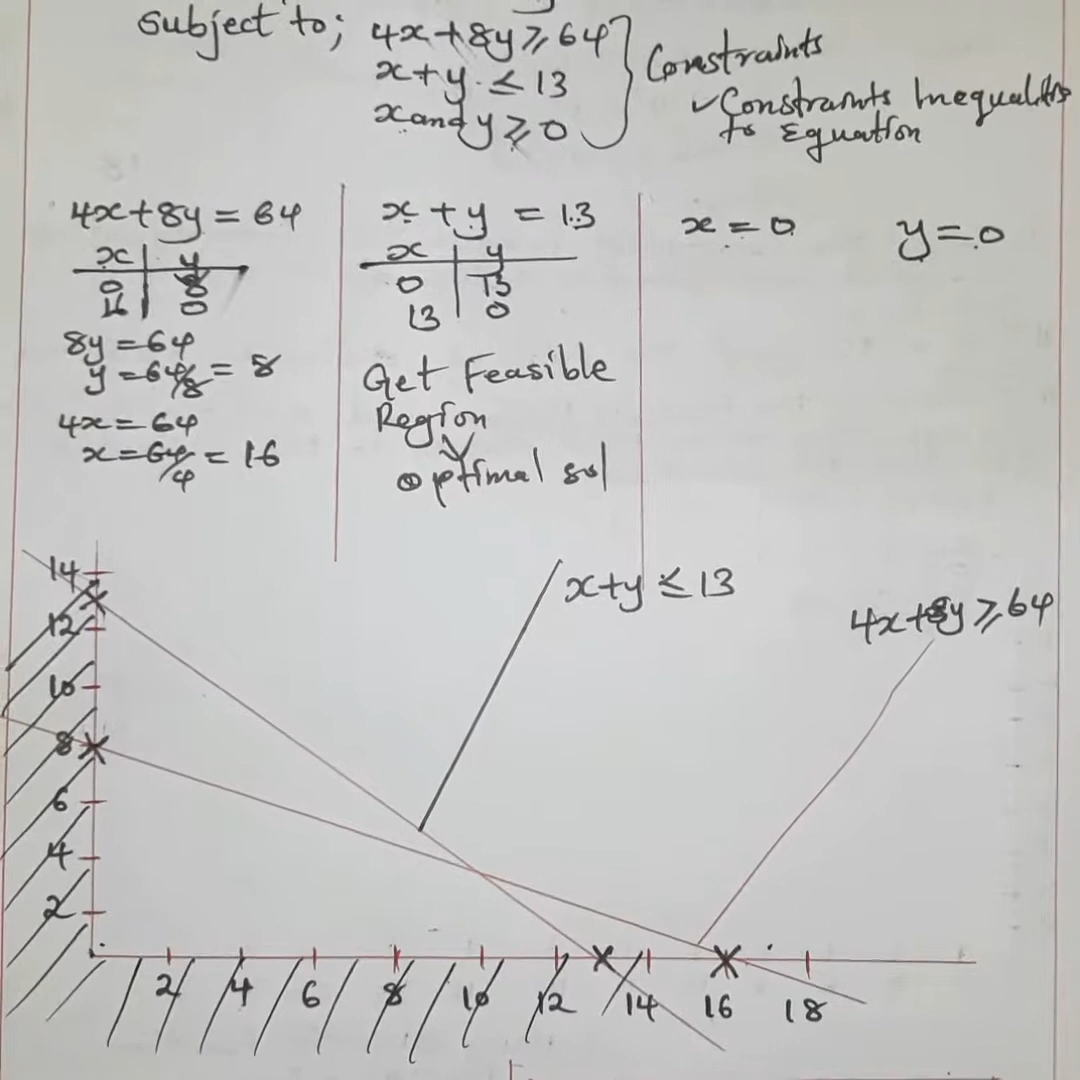 Subject to; 4x+8y ≥ 64
x+y ≤ 13
x and y ≥ 0
Constraints
✓Constraints Inequalities
to Equation
4x+8y = 64
x y
0 8
16 0
8y = 64
y = 64/8 = 8
4x = 64
x = 64/4 = 16
x + y = 13
x y
0 13
13 0
Get Feasible
Region
optimal sol
x = 0 y = 0
x+y ≤ 13
4x+8y ≥ 64
14
12
10
8
6
4
2
2 4 6 8 10 12 14 16 18